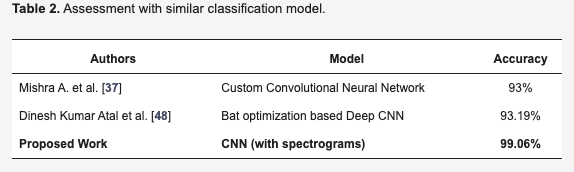 Table 2. Assessment with similar classification model.
Authors Model Accuracy
Mishra A. et al. [37] Custom Convolutional Neural Network 93%
Dinesh Kumar Atal et al. [48] Bat optimization based Deep CNN 93.19%
Proposed Work CNN (with spectrograms) 99.06%